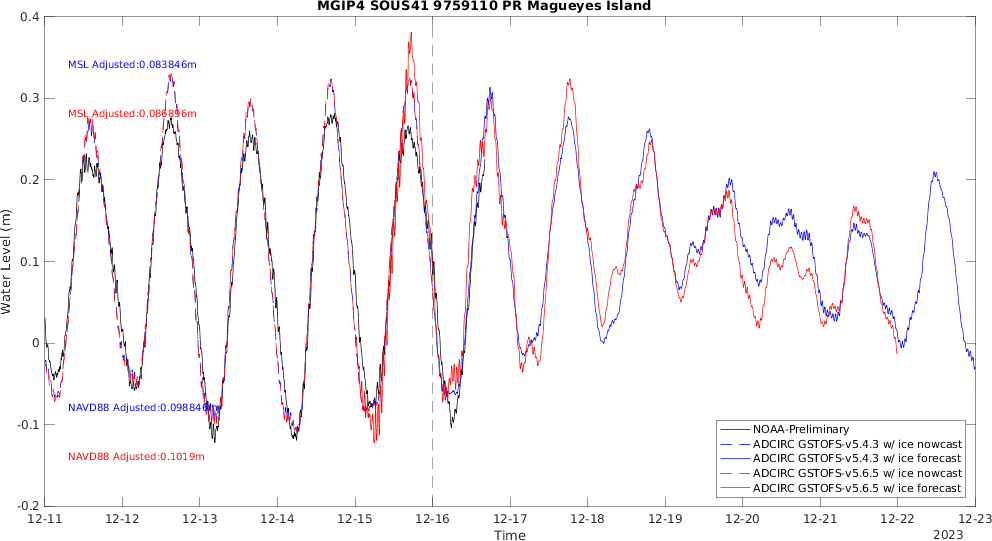 MGIP4 SOUS41 9759110 PR Magueyes Island
0.4
0.3
0.2
0.1
0
-0.1
-0.2
Water Level (m)
MSL Adjusted:0.083846m
MSL Adjusted:0.086896m
NAVD88 Adjusted:0.098846m
NAVD88 Adjusted:0.1019m
NOAA-Preliminary
ADCIRC GSTOFS-v5.4.3 w/ ice nowcast
ADCIRC GSTOFS-v5.4.3 w/ ice forecast
ADCIRC GSTOFS-v5.6.5 w/ ice nowcast
ADCIRC GSTOFS-v5.6.5 w/ ice forecast
12-11 12-12 12-13 12-14 12-15 12-16 12-17 12-18 12-19 12-20 12-21 12-22 12-23
Time
2023